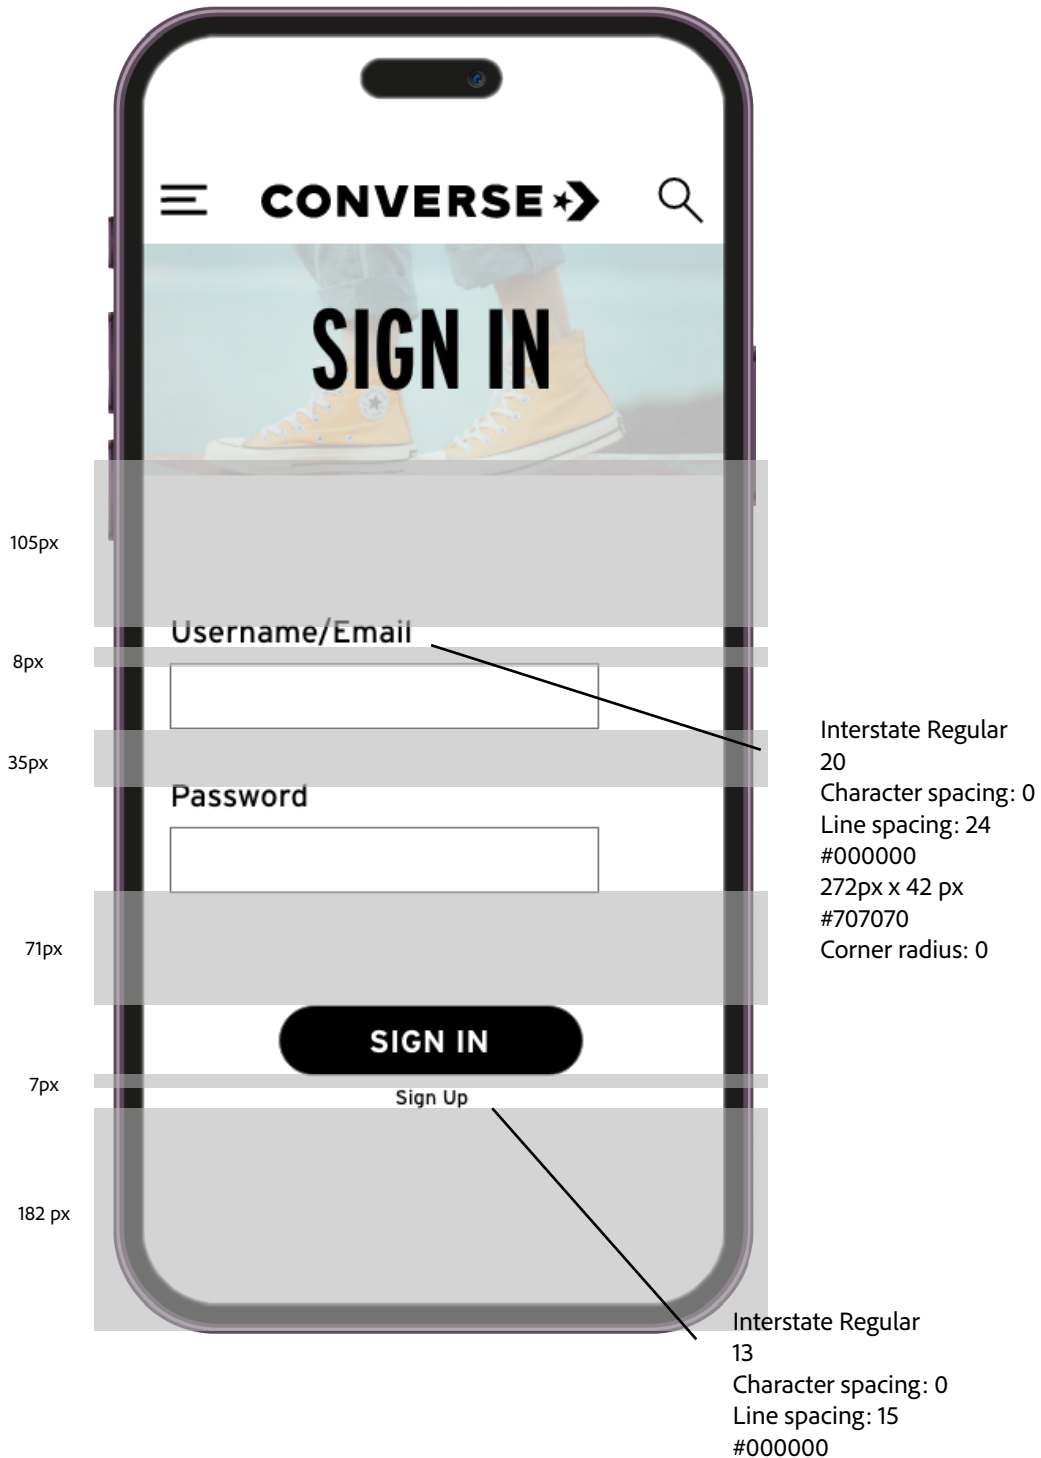 CONVERSE
SIGN IN
105px
Username/Email
8px
35px
Password
Interstate Regular
20
Character spacing: 0
Line spacing: 24
#000000
272px x 42 px
#707070
Corner radius: 0
71px
SIGN IN
7px
Sign Up
182 px
Interstate Regular
13
Character spacing: 0
Line spacing: 15
#000000